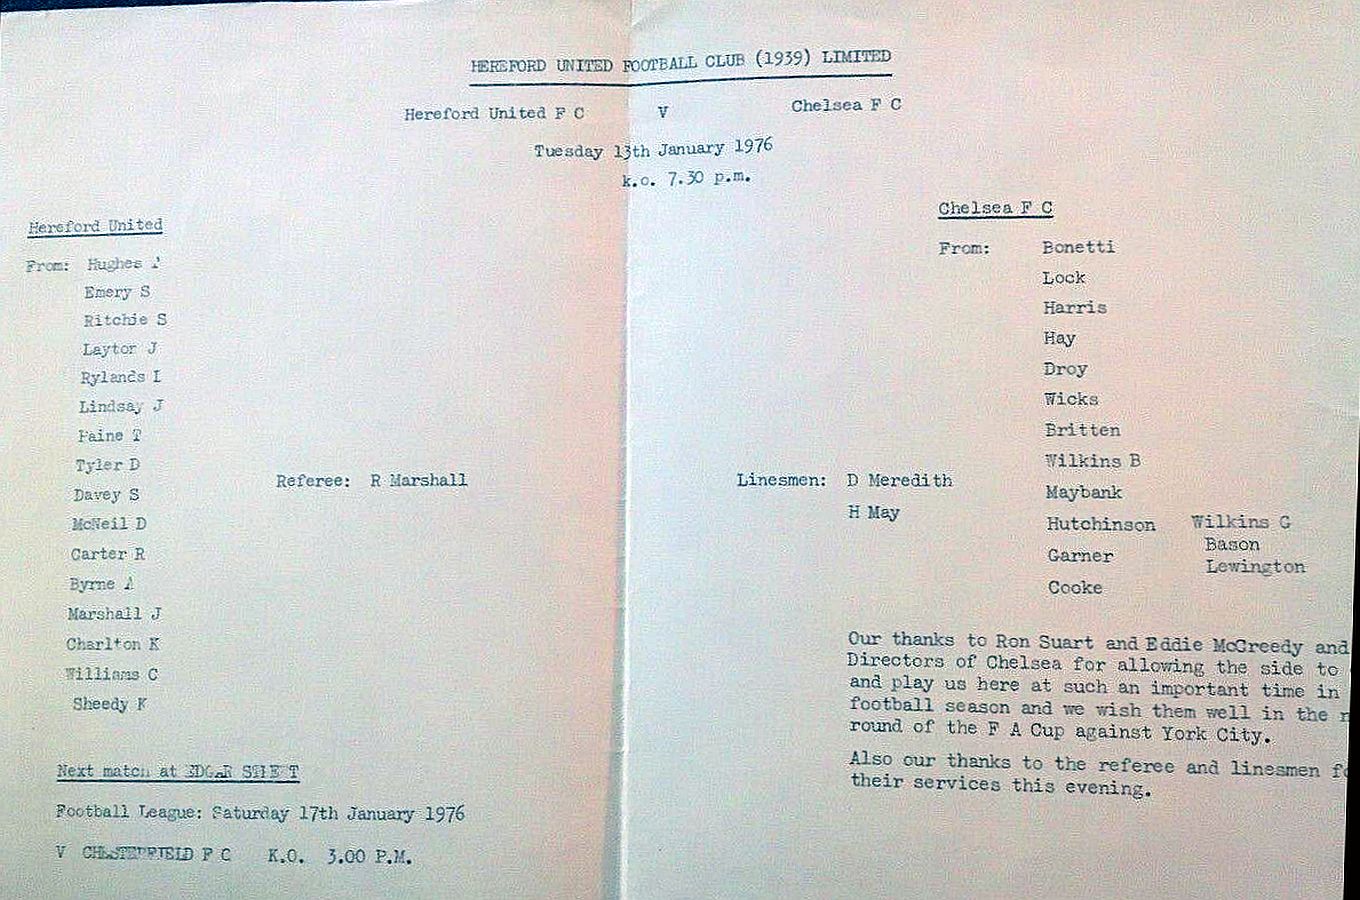 HEREFORD UNITED FOOTBALL CLUB (1939) LIMITED
Hereford United F C V Chelsea F C
Tuesday 13th January 1976
k.o. 7.30 p.m.
Hereford United
From: Hughes J
Emery S
Ritchie S
Laytor J
Rylands I
Lindsay J
Paine T
Tyler D
Davey S
McNeil D
Carter R
Byrne J
Marshall J
Charlton K
Williams C
Sheedy K
Referee: R Marshall
Next match at EDGAR STREET
Football League: Saturday 17th January 1976
V CHESTERFIELD F C K.O. 3.00 P.M.
Chelsea F C
From: Bonetti
Lock
Harris
Hay
Droy
Wicks
Britten
Wilkins B
Maybank
Hutchinson
Garner
Cooke
Wilkins G
Bason
Lewington
Linesmen: D Meredith
H May
Our thanks to Ron Suart and Eddie McCreedy and
Directors of Chelsea for allowing the side to
and play us here at such an important time in
football season and we wish them well in the
round of the F A Cup against York City.
Also our thanks to the referee and linesmen
their services this evening.